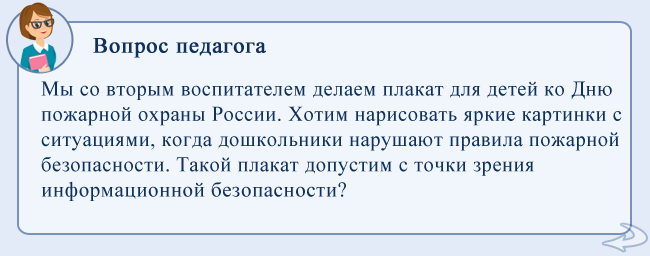 Вопрос педагога
Мы со вторым воспитателем делаем плакат для детей ко Дню
пожарной охраны России. Хотим нарисовать яркие картинки с
ситуациями, когда дошкольники нарушают правила пожарной
безопасности. Такой плакат допустим с точки зрения
информационной безопасности?